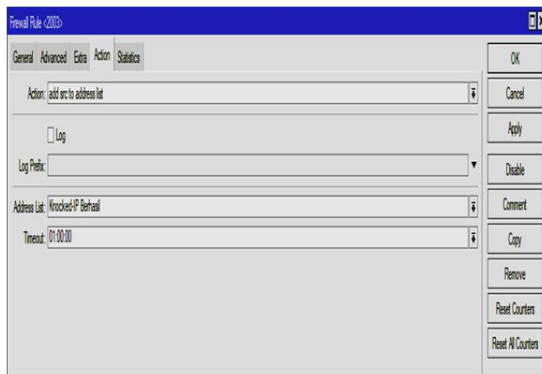 Firewall Rule <2003>
General Advanced Extra Action Statistics
Action: add src to address list
Log
Log Prefix:
Address List: Knocked-IP Berhasil
Timeout: 01:00:00
OK
Cancel
Apply
Disable
Comment
Copy
Remove
Reset Counters
Reset All Counters